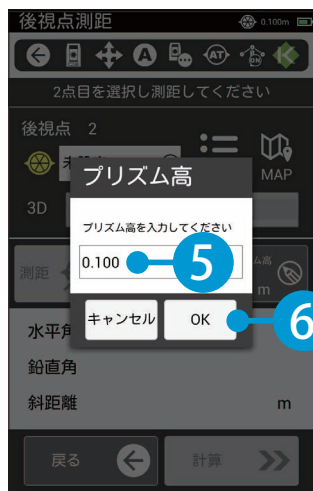 後視点測距
0.100m
A
AT
ON
2点目を選択し測距してください
後視点 2
MAP
3D
プリズム高
プリズム高を入力してください
0.100
5
測距
m
キャンセル
OK
6
水平角
鉛直角
斜距離 m
戻る
計算